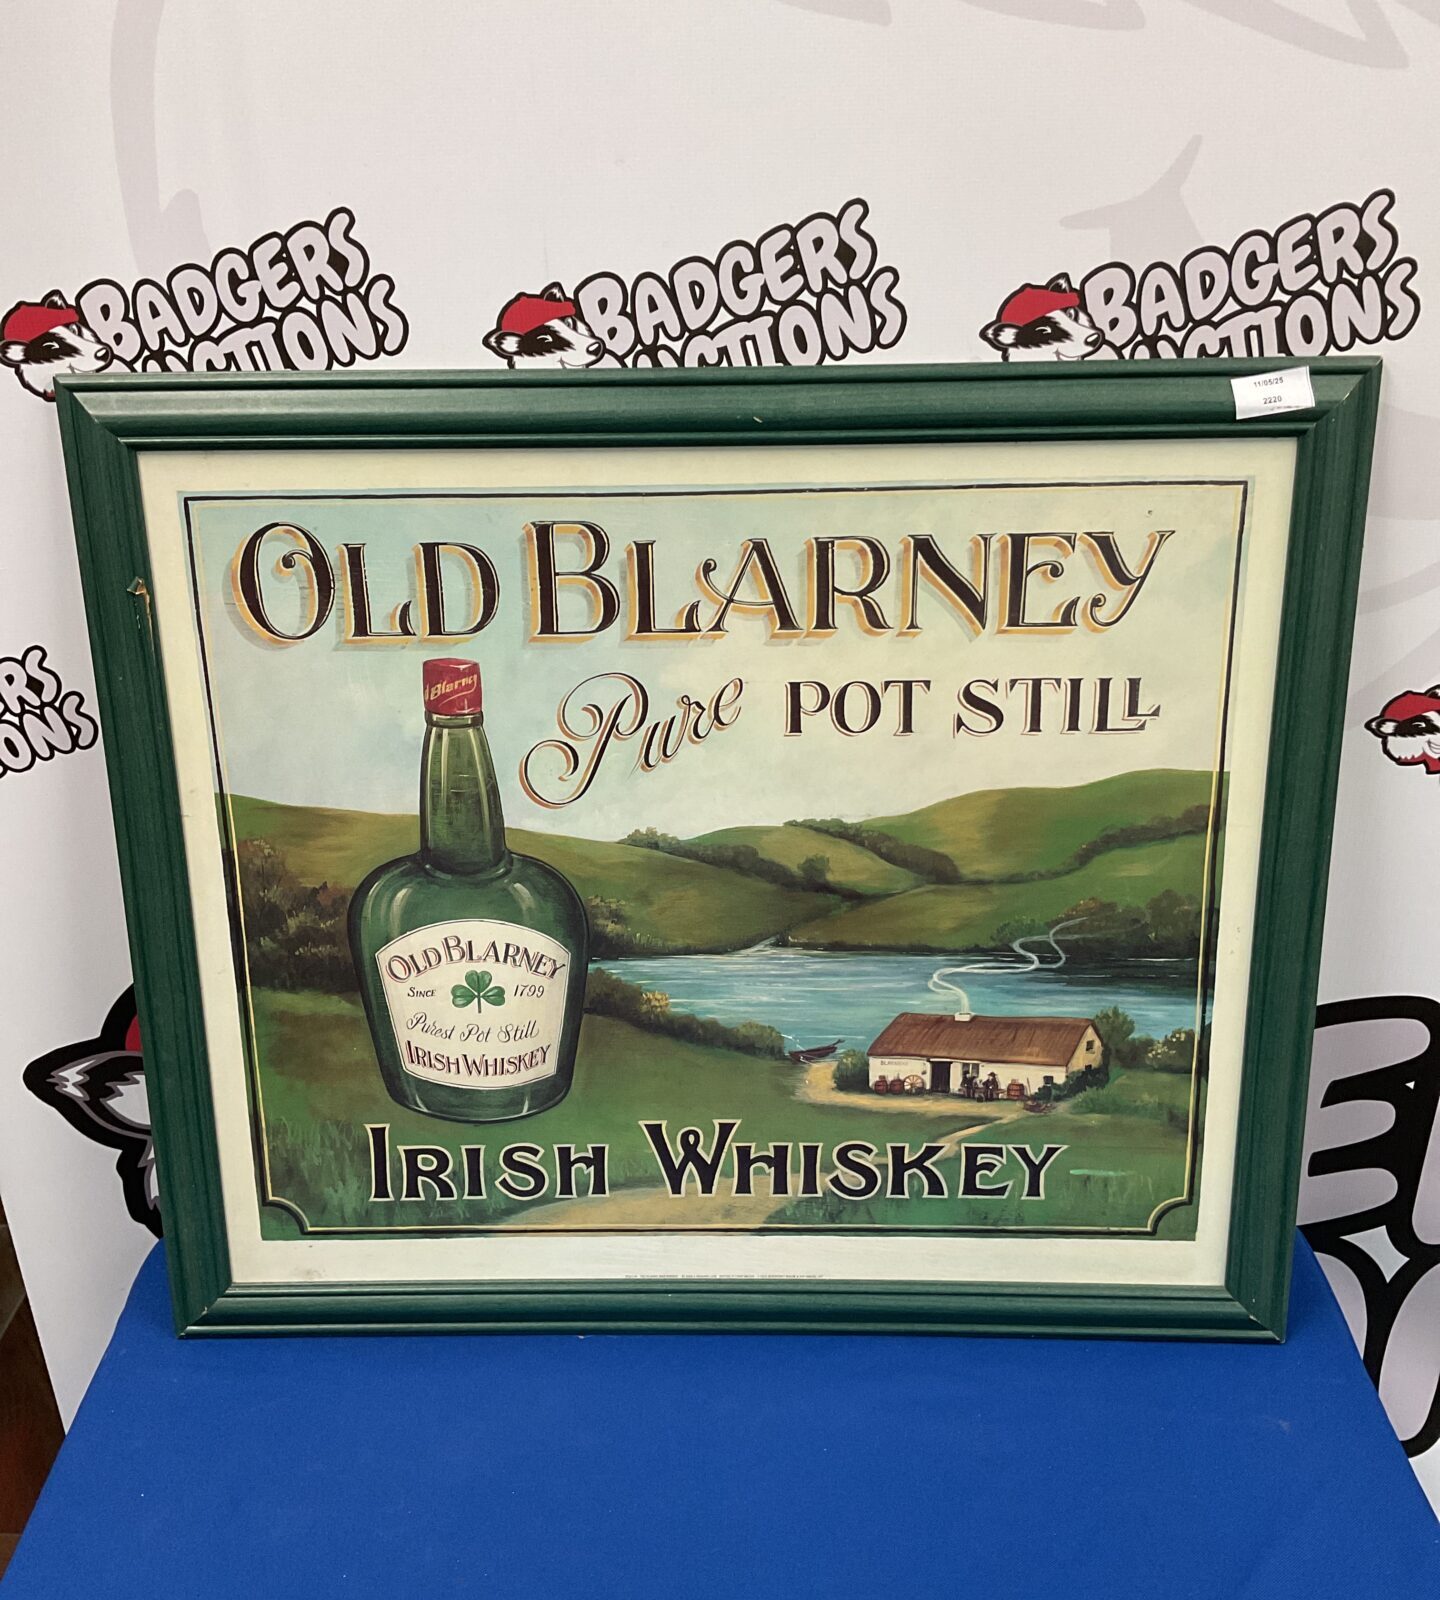 BADGERS
AUCTIONS
BADGERS
AUCTIONS
BADGERS
AUCTIONS
11/05/25
2220
OLD BLARNEY
Pure POT STILL
Blarney
OLD BLARNEY
SINCE 1799
Purest Pot Still
IRISH WHISKEY
IRISH WHISKEY